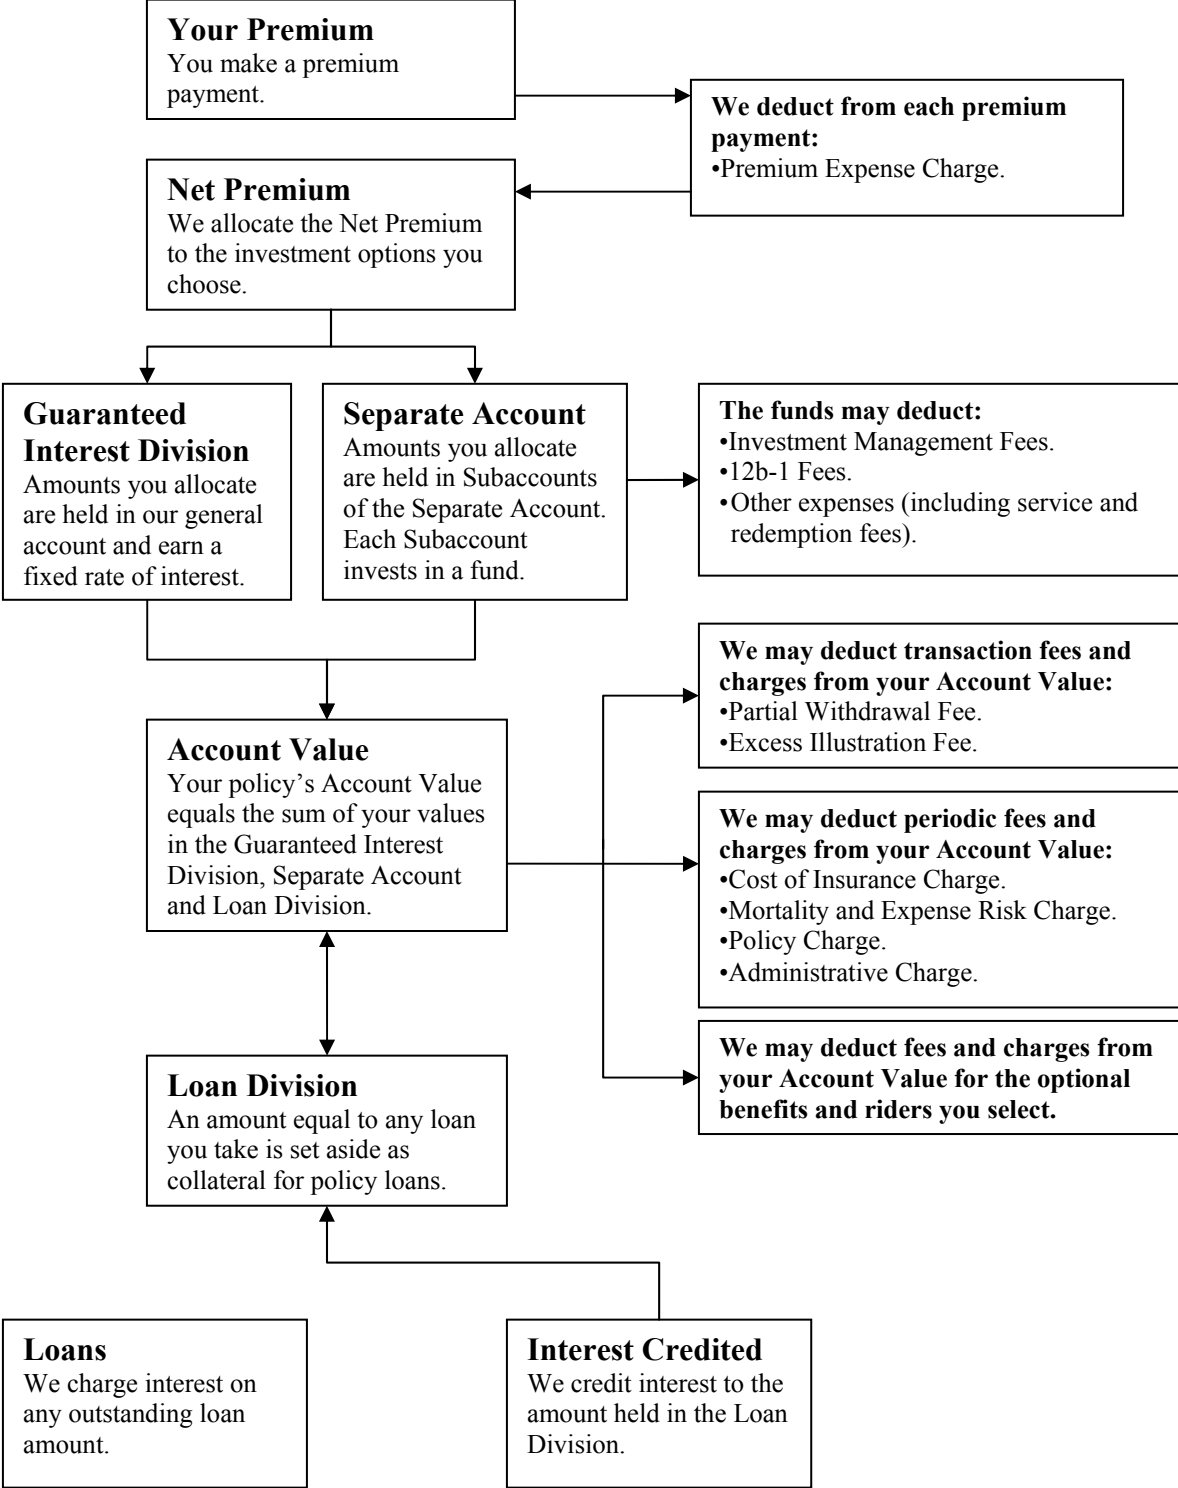 Your Premium
You make a premium
payment.
We deduct from each premium
payment:
•Premium Expense Charge.
Net Premium
We allocate the Net Premium
to the investment options you
choose.
Guaranteed
Interest Division
Amounts you allocate
are held in our general
account and earn a
fixed rate of interest.
Separate Account
Amounts you allocate
are held in Subaccounts
of the Separate Account.
Each Subaccount
invests in a fund.
The funds may deduct:
•Investment Management Fees.
•12b-1 Fees.
•Other expenses (including service and
redemption fees).
We may deduct transaction fees and
charges from your Account Value:
•Partial Withdrawal Fee.
•Excess Illustration Fee.
Account Value
Your policy’s Account Value
equals the sum of your values
in the Guaranteed Interest
Division, Separate Account
and Loan Division.
We may deduct periodic fees and
charges from your Account Value:
•Cost of Insurance Charge.
•Mortality and Expense Risk Charge.
•Policy Charge.
•Administrative Charge.
We may deduct fees and charges from
your Account Value for the optional
benefits and riders you select.
Loan Division
An amount equal to any loan
you take is set aside as
collateral for policy loans.
Loans
We charge interest on
any outstanding loan
amount.
Interest Credited
We credit interest to the
amount held in the Loan
Division.